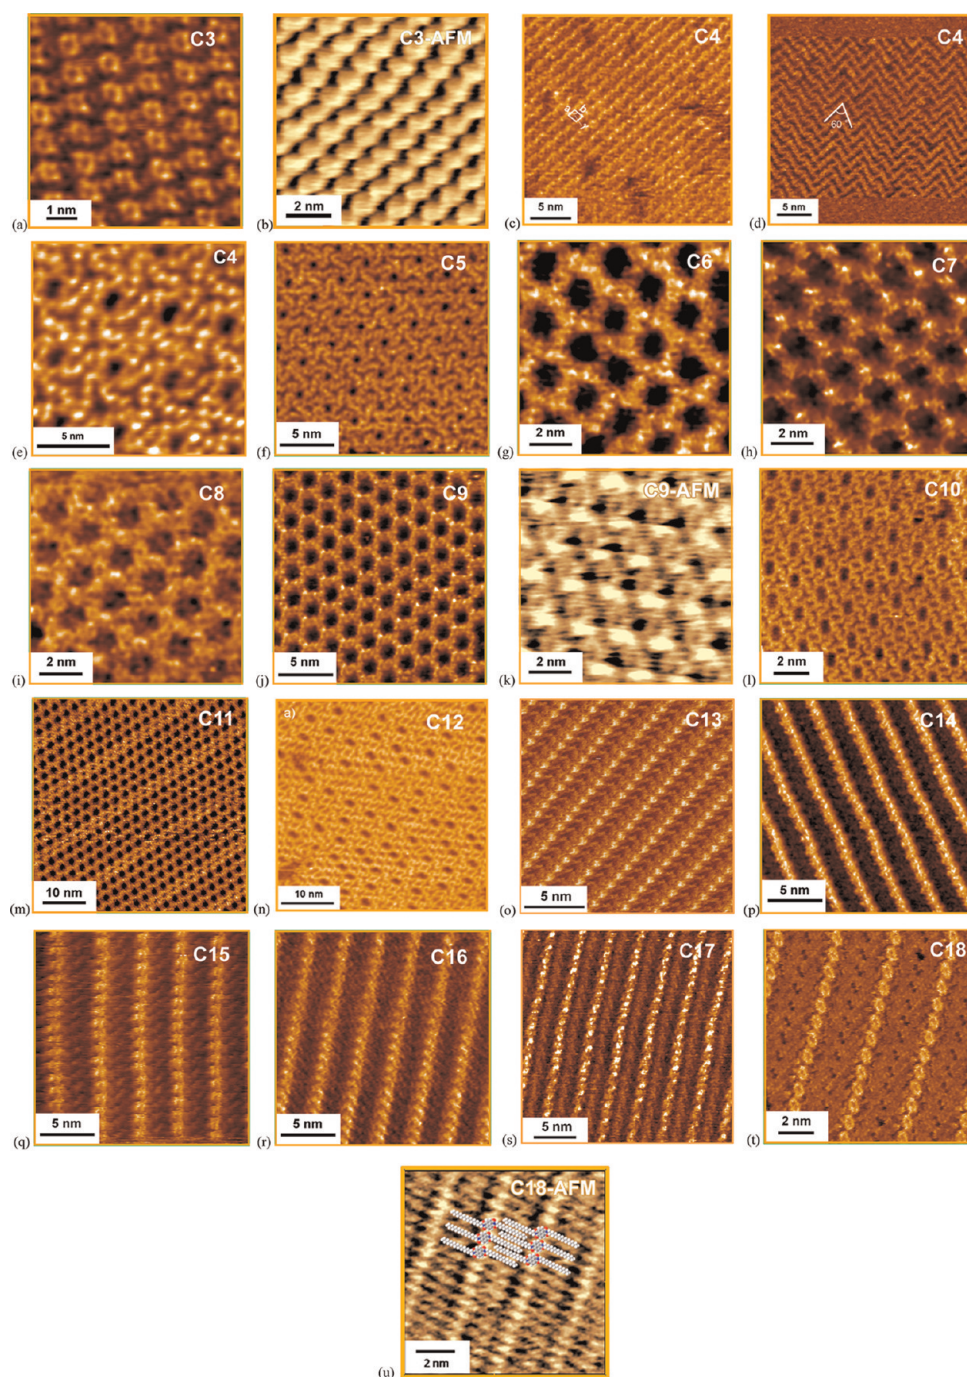 C3
1 nm
(a)
C3-AFM
2 nm
(b)
C4
a b
5 nm
(c)
C4
60
5 nm
(d)
C4
5 nm
(e)
C5
5 nm
(f)
C6
2 nm
(g)
C7
2 nm
(h)
C8
2 nm
(i)
C9
5 nm
(j)
C9-AFM
2 nm
(k)
C10
2 nm
(l)
C11
10 nm
(m)
a)
C12
10 nm
(n)
C13
5 nm
(o)
C14
5 nm
(p)
C15
5 nm
(q)
C16
5 nm
(r)
C17
5 nm
(s)
C18
2 nm
(t)
C18-AFM
2 nm
(u)